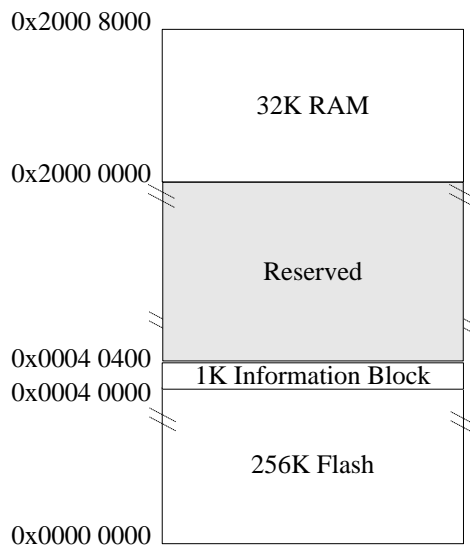 0x2000 8000
32K RAM
0x2000 0000
Reserved
0x0004 0400
1K Information Block
0x0004 0000
256K Flash
0x0000 0000